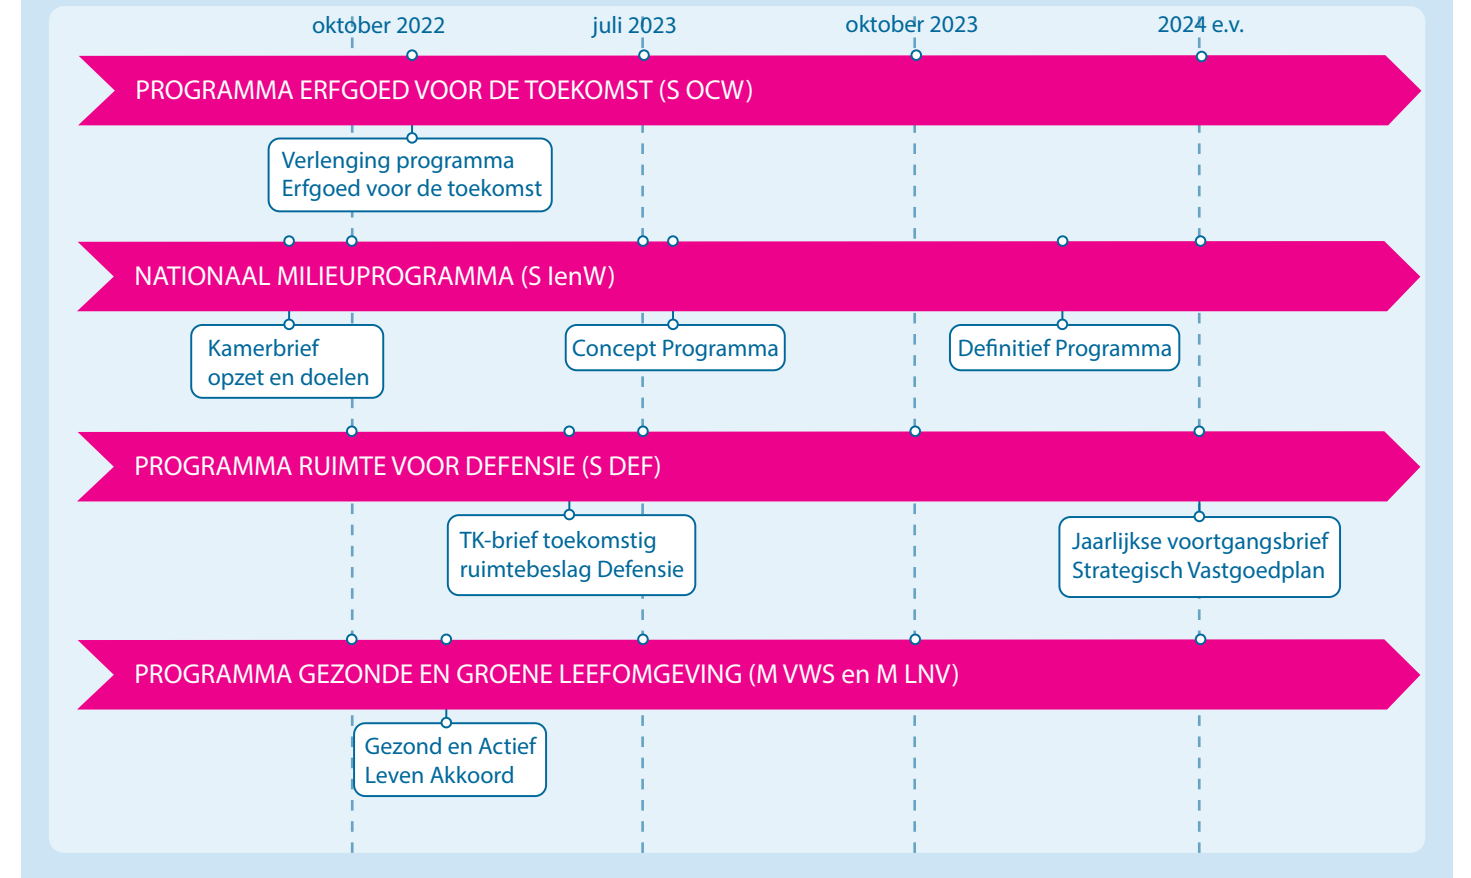 oktober 2022
juli 2023
oktober 2023
2024 e.v.
PROGRAMMA ERFGOED VOOR DE TOEKOMST (S OCW)
Verlenging programma
Erfgoed voor de toekomst
NATIONAAL MILIEUPROGRAMMA (S IenW)
Kamerbrief
opzet en doelen
Concept Programma
Definitief Programma
PROGRAMMA RUIMTE VOOR DEFENSIE (S DEF)
TK-brief toekomstig
ruimtebeslag Defensie
Jaarlijkse voortgangsbrief
Strategisch Vastgoedplan
PROGRAMMA GEZONDE EN GROENE LEEFOMGEVING (M VWS en M LNV)
Gezond en Actief
Leven Akkoord